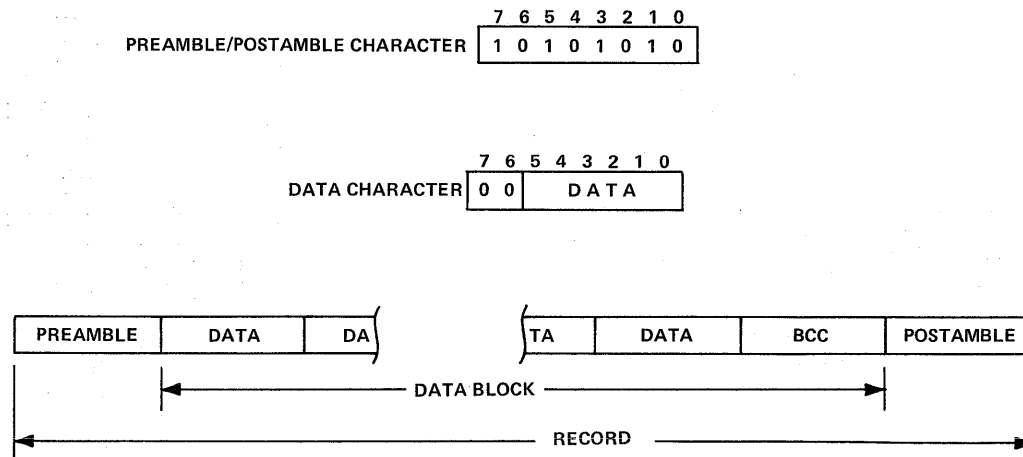 7 6 5 4 3 2 1 0
PREAMBLE/POSTAMBLE CHARACTER 1 0 1 0 1 0 1 0
7 6 5 4 3 2 1 0
DATA CHARACTER 0 0 DATA
PREAMBLE DATA DA TA DATA BCC POSTAMBLE
DATA BLOCK
RECORD